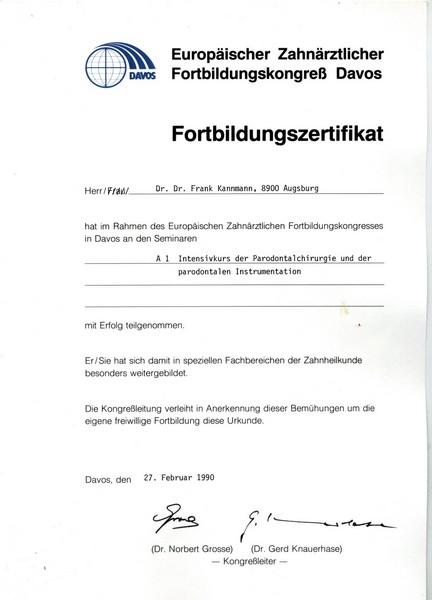 DAVOS
Europäischer Zahnärztlicher
Fortbildungskongreß Davos
Fortbildungszertifikat
Herr/Frau/ Dr. Dr. Frank Kannmann, 8900 Augsburg
hat im Rahmen des Europäischen Zahnärztlichen Fortbildungskongresses
in Davos an den Seminaren
A 1 Intensivkurs der Parodontalchirurgie und der
parodontalen Instrumentation
mit Erfolg teilgenommen.
Er/Sie hat sich damit in speziellen Fachbereichen der Zahnheilkunde
besonders weitergebildet.
Die Kongreßleitung verleiht in Anerkennung dieser Bemühungen um die
eigene freiwillige Fortbildung diese Urkunde.
Davos, den 27. Februar 1990
(Dr. Norbert Grosse) (Dr. Gerd Knauerhase)
— Kongreßleiter —